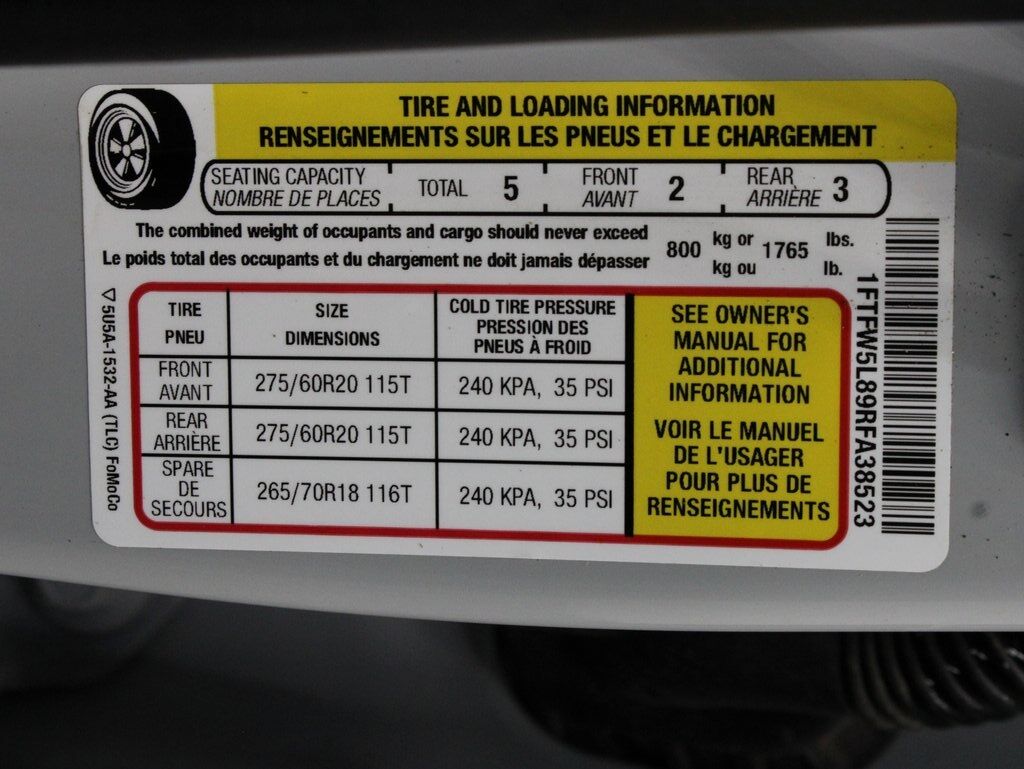 TIRE AND LOADING INFORMATION
RENSEIGNEMENTS SUR LES PNEUS ET LE CHARGEMENT
SEATING CAPACITY
NOMBRE DE PLACES
TOTAL 5
FRONT
AVANT
2
REAR
ARRIÈRE
3
The combined weight of occupants and cargo should never exceed
Le poids total des occupants et du chargement ne doit jamais dépasser
800
kg or
kg ou
1765
lbs.
lb.
TIRE
PNEU
SIZE
DIMENSIONS
COLD TIRE PRESSURE
PRESSION DES
PNEUS À FROID
FRONT
AVANT
275/60R20 115T
240 KPA, 35 PSI
REAR
ARRIÈRE
275/60R20 115T
240 KPA, 35 PSI
SPARE
DE
SECOURS
265/70R18 116T
240 KPA, 35 PSI
SEE OWNER'S
MANUAL FOR
ADDITIONAL
INFORMATION
VOIR LE MANUEL
DE L'USAGER
POUR PLUS DE
RENSEIGNEMENTS
▽ 5U5A-1532-AA (TLC) FoMoCo
1FTFW5L89RFA38523